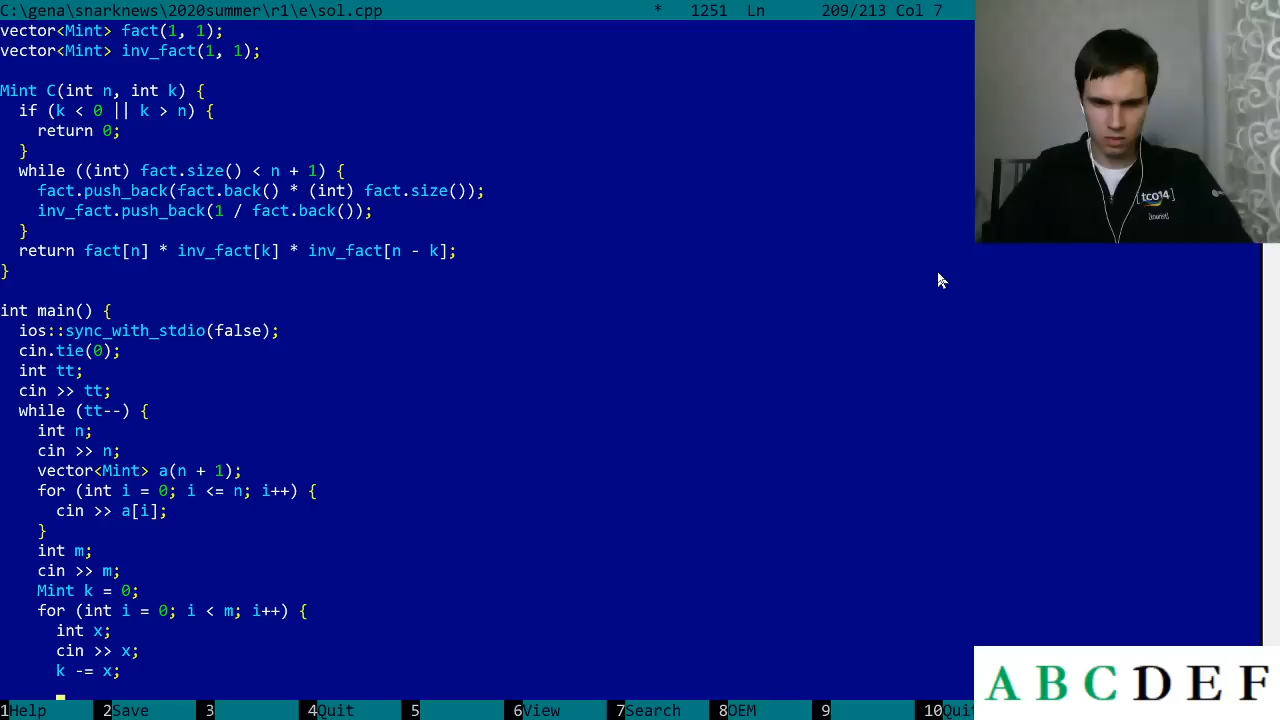 C:\gena\snarknews\2020summer\r1\e\sol.cpp * 1251 Ln 209/213 Col 7
vector<Mint> fact(1, 1);
vector<Mint> inv_fact(1, 1);
Mint C(int n, int k) {
if (k < 0 || k > n) {
return 0;
}
while ((int) fact.size() < n + 1) {
fact.push_back(fact.back() * (int) fact.size());
inv_fact.push_back(1 / fact.back());
}
return fact[n] * inv_fact[k] * inv_fact[n - k];
}
int main() {
ios::sync_with_stdio(false);
cin.tie(0);
int tt;
cin >> tt;
while (tt--) {
int n;
cin >> n;
vector<Mint> a(n + 1);
for (int i = 0; i <= n; i++) {
cin >> a[i];
}
int m;
cin >> m;
Mint k = 0;
for (int i = 0; i < m; i++) {
int x;
cin >> x;
k -= x;
1Help 2Save 3 4Quit 5 6View 7Search 8OEM 9 10Quit
[tco14]
[tourist]
A B C D E F